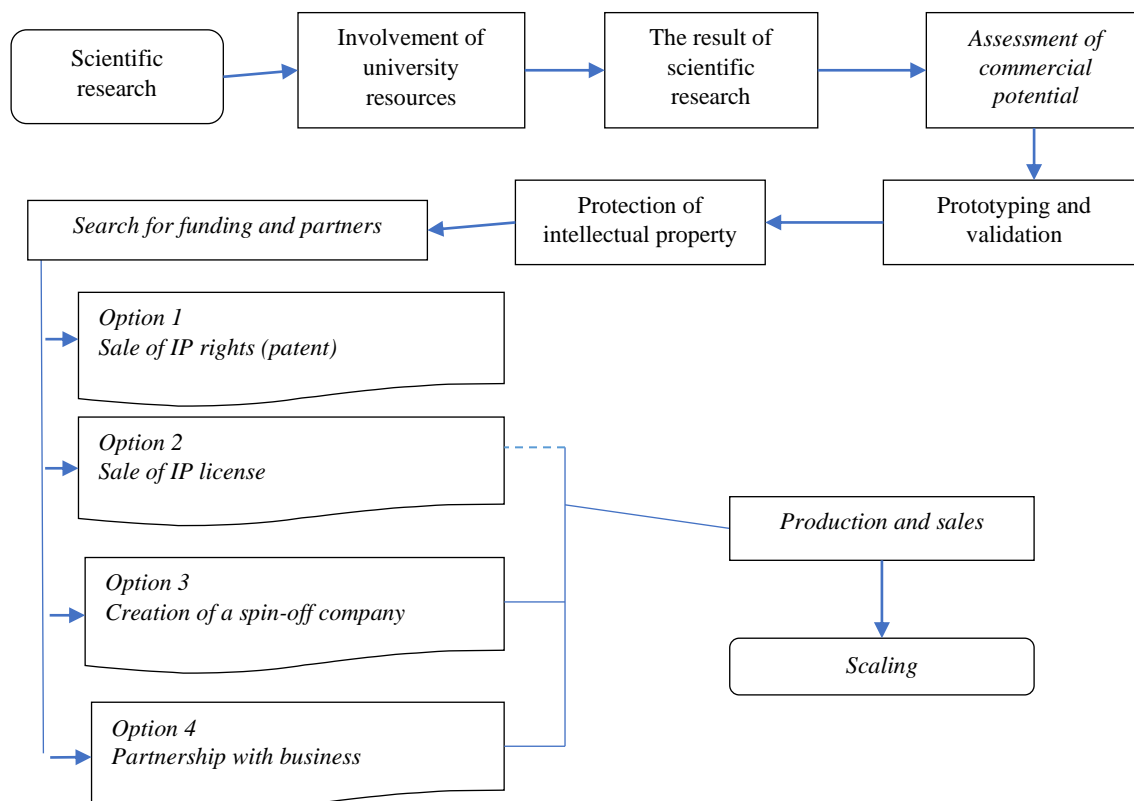 Scientific
research
Involvement of
university
resources
The result of
scientific
research
Assessment of
commercial
potential
Search for funding and partners
Protection of
intellectual property
Prototyping and
validation
Option 1
Sale of IP rights (patent)
Option 2
Sale of IP license
Production and sales
Option 3
Creation of a spin-off company
Scaling
Option 4
Partnership with business